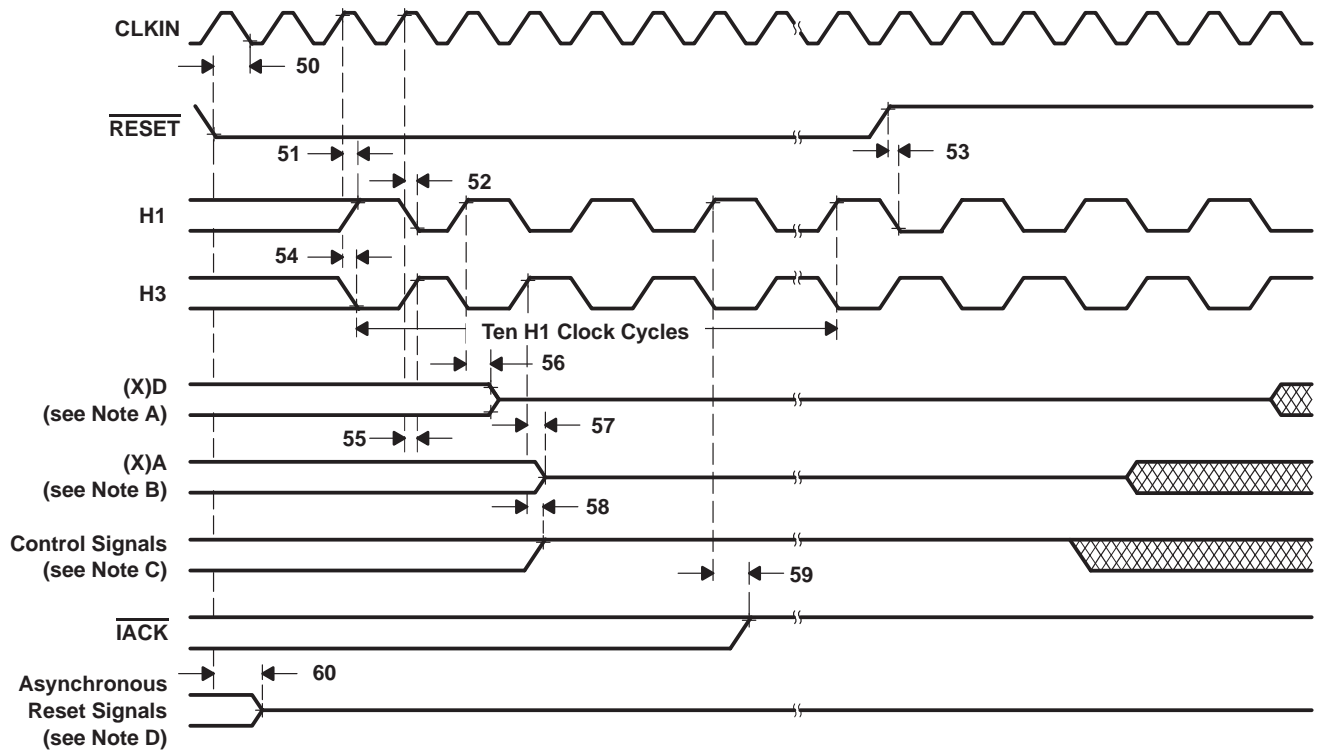 CLKIN
50
RESET
51
53
52
H1
54
H3
Ten H1 Clock Cycles
56
(X)D
(see Note A)
57
55
(X)A
(see Note B)
58
Control Signals
(see Note C)
59
IACK
60
Asynchronous
Reset Signals
(see Note D)